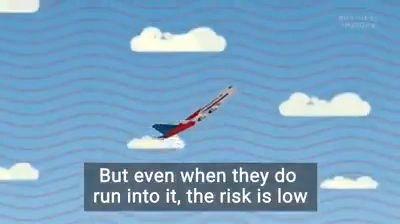 But even when they do
run into it, the risk is low